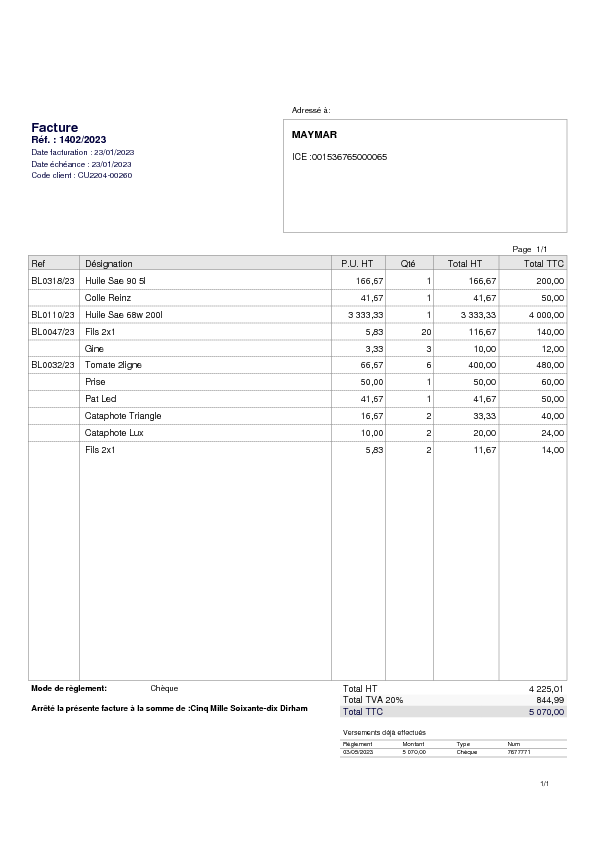 Adressé à:
Facture
Réf. : 1402/2023
Date facturation : 23/01/2023
Date échéance : 23/01/2023
Code client : CU2204-00260
MAYMAR
ICE :001536765000065
Page 1/1
Ref Désignation P.U. HT Qté Total HT Total TTC
BL0318/23 Huile Sae 90 5l 166,67 1 166,67 200,00
Colle Reinz 41,67 1 41,67 50,00
BL0110/23 Huile Sae 68w 200l 3 333,33 1 3 333,33 4 000,00
BL0047/23 Fils 2x1 5,83 20 116,67 140,00
Gine 3,33 3 10,00 12,00
BL0032/23 Tomate 2ligne 66,67 6 400,00 480,00
Prise 50,00 1 50,00 60,00
Pat Led 41,67 1 41,67 50,00
Cataphote Triangle 16,67 2 33,33 40,00
Cataphote Lux 10,00 2 20,00 24,00
Fils 2x1 5,83 2 11,67 14,00
Mode de règlement: Chèque
Arrêté la présente facture à la somme de :Cinq Mille Soixante-dix Dirham
Total HT 4 225,01
Total TVA 20% 844,99
Total TTC 5 070,00
Versements déjà effectués
Règlement Montant Type Num
03/05/2023 5 070,00 Chèque 7677771
1/1